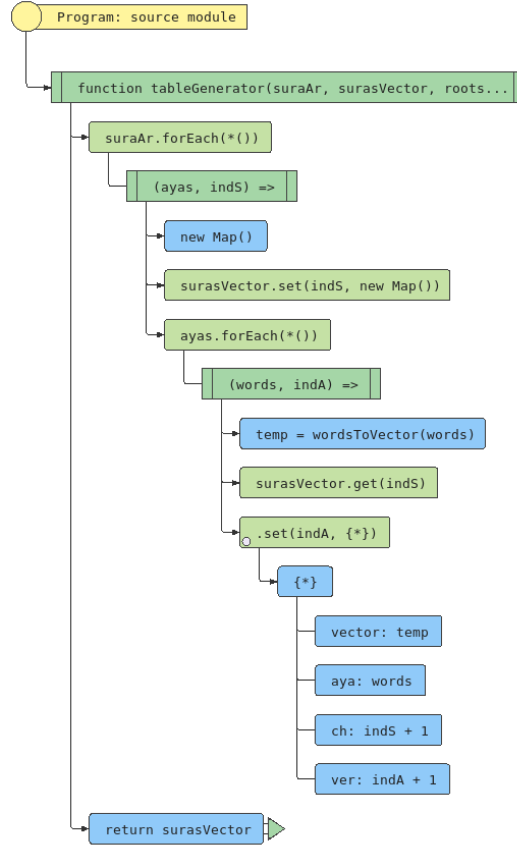 Program: source module
function tableGenerator(suraAr, surasVector, roots...
suraAr.forEach(*())
(ayas, indS) =>
new Map()
surasVector.set(indS, new Map())
ayas.forEach(*())
(words, indA) =>
temp = wordsToVector(words)
surasVector.get(indS)
.set(indA, {*})
{*}
vector: temp
aya: words
ch: indS + 1
ver: indA + 1
return surasVector